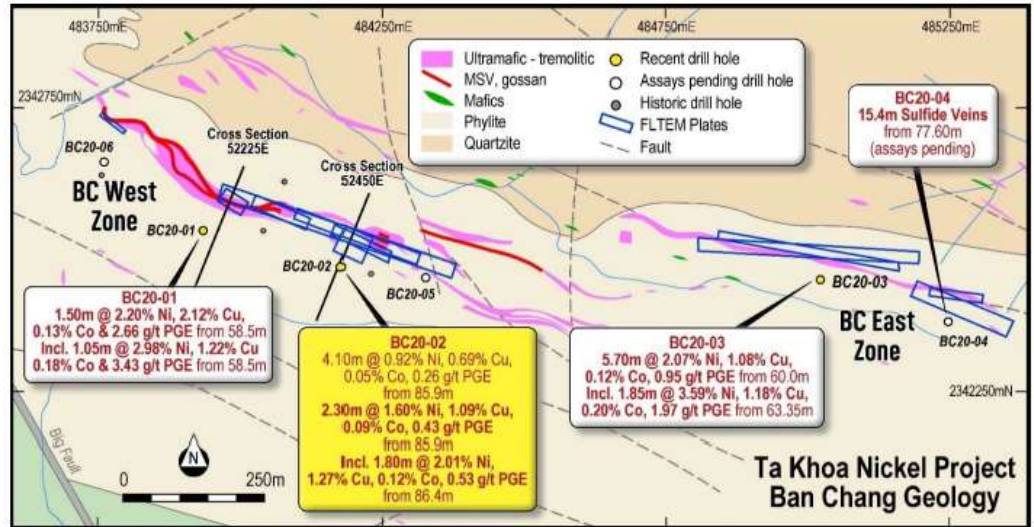 483750mE
484250mE
484750mE
485250mE
2342750mN
Ultramafic - tremolitic
MSV, gossan
Mafics
Phylite
Quartzite
Recent drill hole
Assays pending drill hole
Historic drill hole
FLTEM Plates
Fault
BC20-04
15.4m Sulfide Veins
from 77.60m
(assays pending)
Cross Section
52225E
Cross Section
52450E
BC20-06
BC West
Zone
BC20-01
BC20-02
BC20-05
BC20-03
BC East
Zone
BC20-04
BC20-01
1.50m @ 2.20% Ni, 2.12% Cu,
0.13% Co & 2.66 g/t PGE from 58.5m
Incl. 1.05m @ 2.98% Ni, 1.22% Cu
0.18% Co & 3.43 g/t PGE from 58.5m
BC20-02
4.10m @ 0.92% Ni, 0.69% Cu,
0.05% Co, 0.26 g/t PGE
from 85.9m
2.30m @ 1.60% Ni, 1.09% Cu,
0.09% Co, 0.43 g/t PGE
from 85.9m
Incl. 1.80m @ 2.01% Ni,
1.27% Cu, 0.12% Co, 0.53 g/t PGE
from 86.4m
BC20-03
5.70m @ 2.07% Ni, 1.08% Cu,
0.12% Co, 0.95 g/t PGE from 60.0m
Incl. 1.85m @ 3.59% Ni, 1.18% Cu,
0.20% Co, 1.97 g/t PGE from 63.35m
2342250mN
Big Fault
N
0
250m
Ta Khoa Nickel Project
Ban Chang Geology